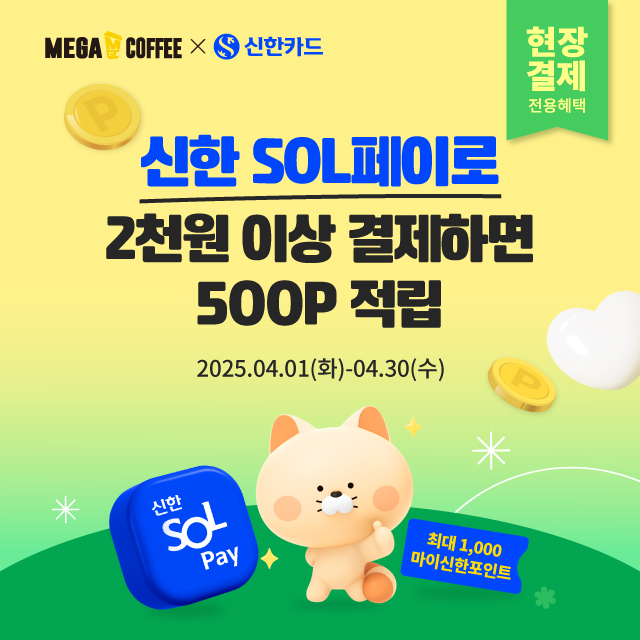 MEGA COFFEE × 신한카드
현장
결제
전용혜택
P
신한 SOL페이로
2천원 이상 결제하면
500P 적립
2025.04.01(화)-04.30(수)
P
신한
SOL
Pay
최대 1,000
마이신한포인트